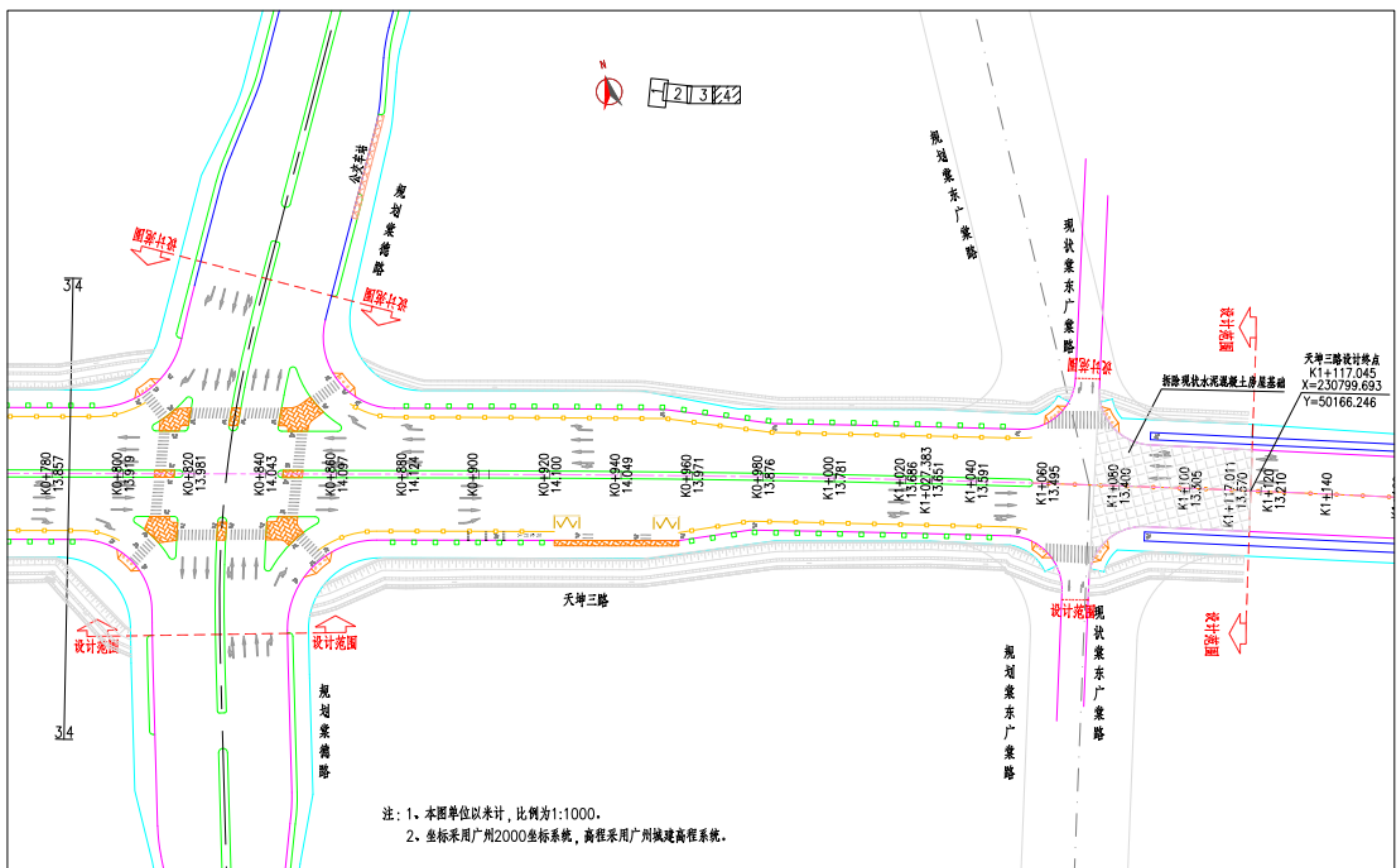 N
2 3 4
公交车站
规划棠德路
设计范围
设计范围
规划棠东广棠路
现状棠东广棠路
34
设计范围
设计范围
拆除现状水泥混凝土房屋基础
天坤三路设计终点
K1+117.045
X=230799.693
Y=50166.246
K0+780
13.857
K0+800
13.919
K0+820
13.981
K0+840
14.043
K0+860
14.097
K0+880
14.124
K0+900
K0+920
14.100
K0+940
14.049
K0+960
13.971
K0+980
13.876
K1+000
13.781
K1+020
13.686
K1+027.383
13.651
K1+040
13.591
K1+060
13.495
K1+080
13.400
K1+100
13.305
K1+117.011
13.570
K1+120
13.210
K1+140
天坤三路
设计范围
设计范围
设计范围
设计范围
34
规划棠德路
规划棠东广棠路
现状棠东广棠路
注：1、本图单位以米计，比例为1:1000。
2、坐标采用广州2000坐标系统，高程采用广州城建高程系统。